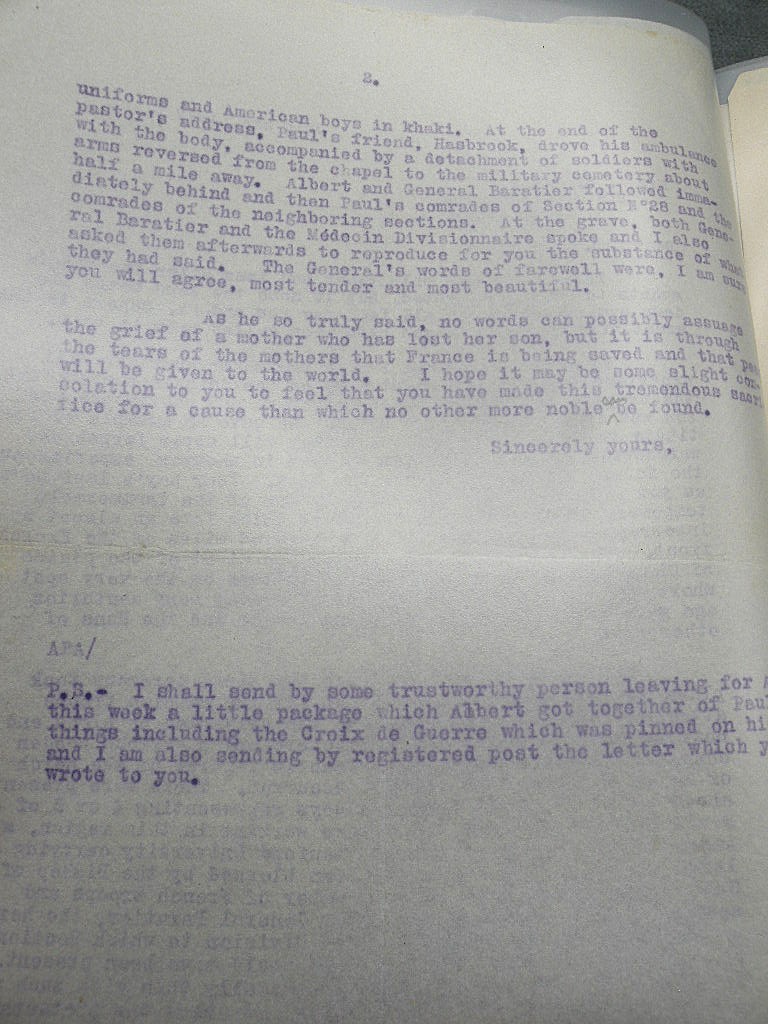 2.
uniforms and American boys in khaki. At the end of the
pastor's address, Paul's friend, Hasbrook, drove his ambulance
with the body, accompanied by a detachment of soldiers with
arms reversed from the chapel to the military cemetery about
half a mile away. Albert and General Baratier followed imme-
diately behind and then Paul's comrades of Section N°28 and the
comrades of the neighboring sections. At the grave, both Gene-
ral Baratier and the Médecin Divisionnaire spoke and I also
asked them afterwards to reproduce for you the substance of what
they had said. The General's words of farewell were, I am sure
you will agree, most tender and most beautiful.
As he so truly said, no words can possibly assuage
the grief of a mother who has lost her son, but it is through
the tears of the mothers that France is being saved and that
will be given to the world. I hope it may be some slight con-
solation to you to feel that you have made this tremendous sacri
fice for a cause than which no other more noble can be found.
Sincerely yours,
APA/
P.S.- I shall send by some trustworthy person leaving for
this week a little package which Albert got together of Paul
things including the Croix de Guerre which was pinned on hi
and I am also sending by registered post the letter which y
wrote to you.